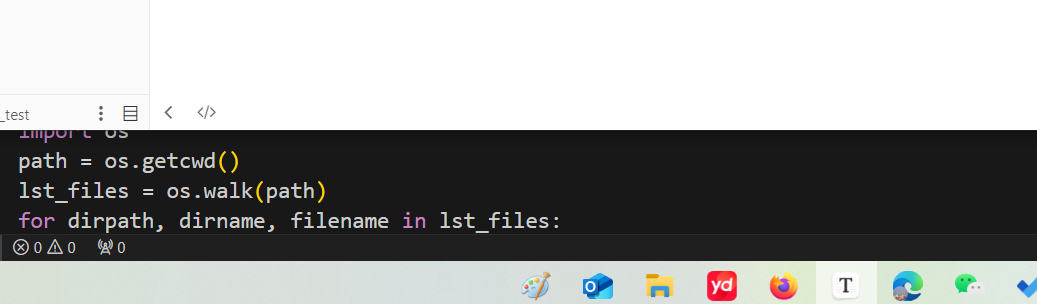 _test
</>
import os
path = os.getcwd()
lst_files = os.walk(path)
for dirpath, dirname, filename in lst_files:
0 0 0
yd
T